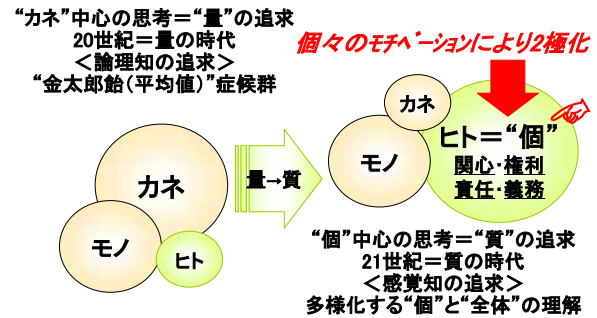 “カネ”中心の思考＝“量”の追求
20世紀＝量の時代
＜論理知の追求＞
“金太郎飴（平均値）”症候群
カネ
モノ
ヒト
量→質
個々のﾓﾁﾍﾞｰｼｮﾝにより2極化
カネ
モノ
ヒト＝“個”
関心・権利
責任・義務
“個”中心の思考＝“質”の追求
21世紀＝質の時代
＜感覚知の追求＞
多様化する“個”と“全体”の理解